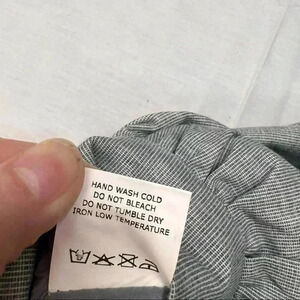 HAND WASH COLD
DO NOT BLEACH
DO NOT TUMBLE DRY
IRON LOW TEMPERATURE